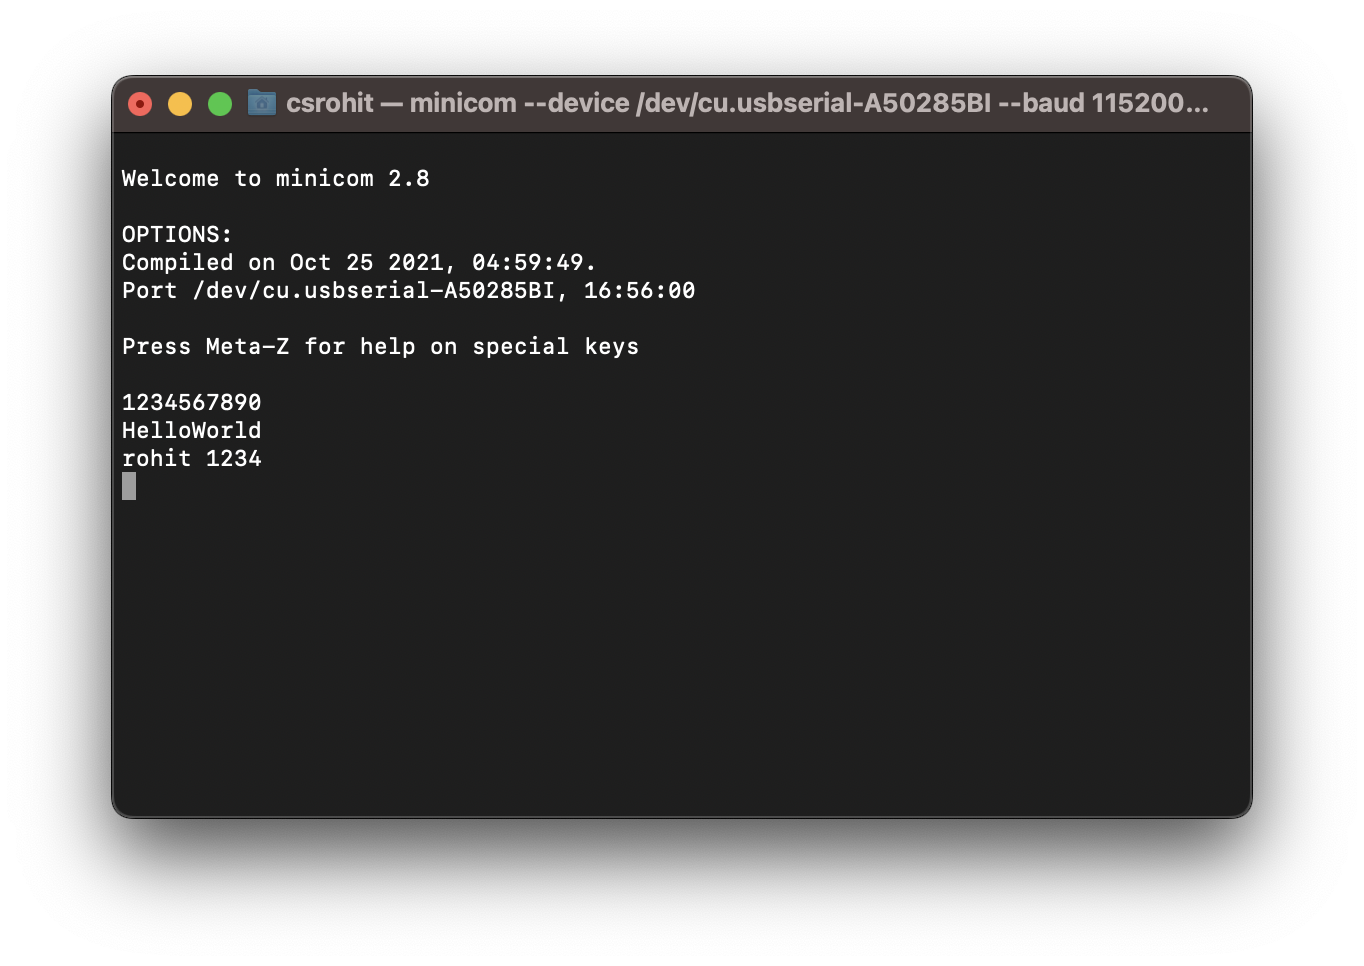 csrohit — minicom --device /dev/cu.usbserial-A50285BI --baud 115200...
Welcome to minicom 2.8
OPTIONS:
Compiled on Oct 25 2021, 04:59:49.
Port /dev/cu.usbserial-A50285BI, 16:56:00
Press Meta-Z for help on special keys
1234567890
HelloWorld
rohit 1234